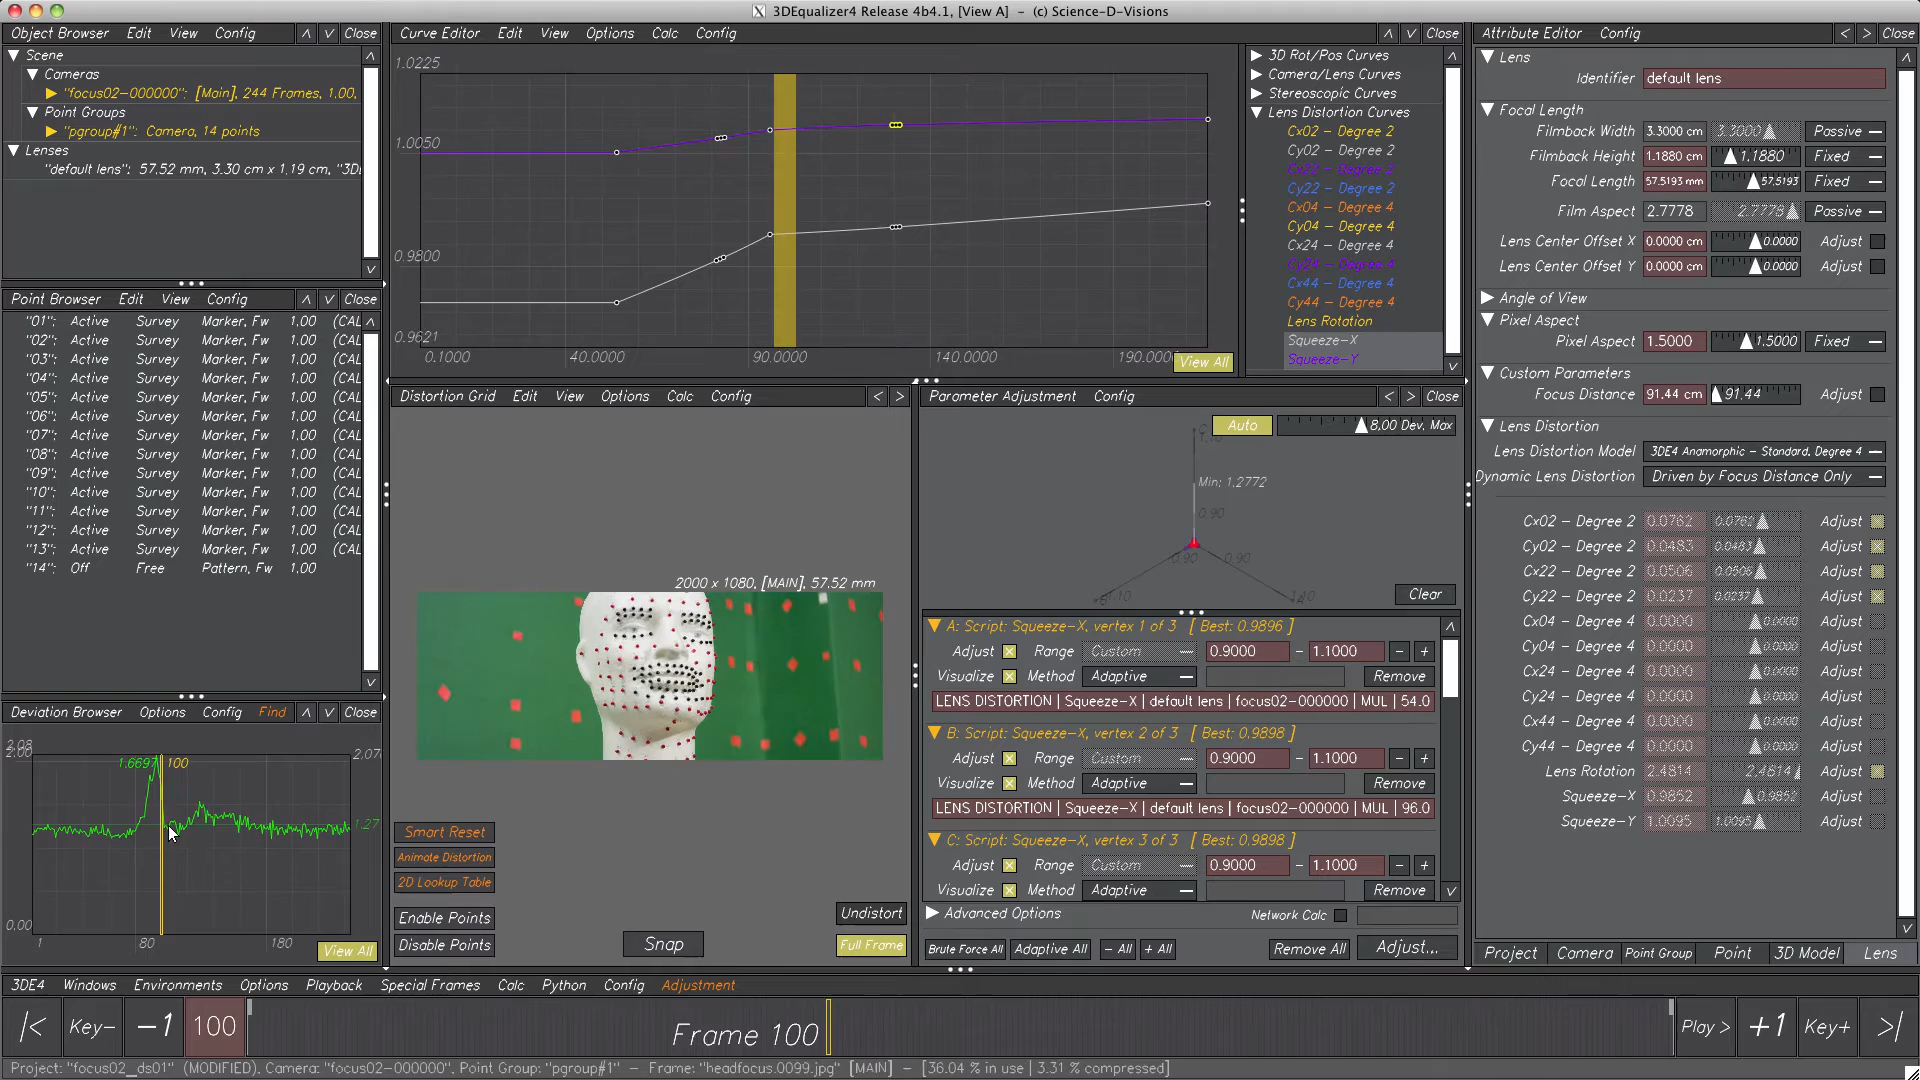 3DEqualizer4 Release 4b4.1, [View A] - (c) Science-D-Visions
Object Browser Edit View Config Close
Scene
Cameras
"focus02-000000": [Main], 244 Frames, 1.00,
Point Groups
"pgroup#1": Camera, 14 points
Lenses
"default lens": 57.52 mm, 3.30 cm x 1.19 cm, "3DE
Point Browser Edit View Config Close
"01": Active Survey Marker, Fw 1.00 (CAL
"02": Active Survey Marker, Fw 1.00 (CAL
"03": Active Survey Marker, Fw 1.00 (CAL
"04": Active Survey Marker, Fw 1.00 (CAL
"05": Active Survey Marker, Fw 1.00 (CAL
"06": Active Survey Marker, Fw 1.00 (CAL
"07": Active Survey Marker, Fw 1.00 (CAL
"08": Active Survey Marker, Fw 1.00 (CAL
"09": Active Survey Marker, Fw 1.00 (CAL
"10": Active Survey Marker, Fw 1.00 (CAL
"11": Active Survey Marker, Fw 1.00 (CAL
"12": Active Survey Marker, Fw 1.00 (CAL
"13": Active Survey Marker, Fw 1.00 (CAL
"14": Off Free Pattern, Fw 1.00
Deviation Browser Options Config Find Close
2.00
1.6697 100 2.07
1.27
0.00
1 80 180
View All
Curve Editor Edit View Options Calc Config Close
1.0225
1.0050
0.9800
0.9621
0.1000 40.0000 90.0000 140.0000 190.000
View All
3D Rot/Pos Curves
Camera/Lens Curves
Stereoscopic Curves
Lens Distortion Curves
Cx02 - Degree 2
Cy02 - Degree 2
Cx22 - Degree 2
Cy22 - Degree 2
Cx04 - Degree 4
Cy04 - Degree 4
Cx24 - Degree 4
Cy24 - Degree 4
Cx44 - Degree 4
Cy44 - Degree 4
Lens Rotation
Squeeze-X
Squeeze-Y
Distortion Grid Edit View Options Calc Config
2000 x 1080, [MAIN], 57.52 mm
Smart Reset
Animate Distortion
2D Lookup Table
Enable Points
Disable Points
Snap
Undistort
Full Frame
Parameter Adjustment Config Close
Auto 8.00 Dev. Max
1.10
Min: 1.2772
0.90
0.90 0.90
1.10 1.10
Clear
A: Script: Squeeze-X, vertex 1 of 3 [ Best: 0.9896 ]
Adjust Range Custom 0.9000 - 1.1000 - +
Visualize Method Adaptive Remove
LENS DISTORTION | Squeeze-X | default lens | focus02-000000 | MUL | 54.0
B: Script: Squeeze-X, vertex 2 of 3 [ Best: 0.9898 ]
Adjust Range Custom 0.9000 - 1.1000 - +
Visualize Method Adaptive Remove
LENS DISTORTION | Squeeze-X | default lens | focus02-000000 | MUL | 96.0
C: Script: Squeeze-X, vertex 3 of 3 [ Best: 0.9898 ]
Adjust Range Custom 0.9000 - 1.1000 - +
Visualize Method Adaptive Remove
Advanced Options Network Calc
Brute Force All Adaptive All - All + All Remove All Adjust...
Attribute Editor Config < > Close
Lens
Identifier default lens
Focal Length
Filmback Width 3.3000 cm 3.3000 Passive
Filmback Height 1.1880 cm 1.1880 Fixed
Focal Length 57.5193 mm 57.5193 Fixed
Film Aspect 2.7778 2.7778 Passive
Lens Center Offset X 0.0000 cm 0.0000 Adjust
Lens Center Offset Y 0.0000 cm 0.0000 Adjust
Angle of View
Pixel Aspect
Pixel Aspect 1.5000 1.5000 Fixed
Custom Parameters
Focus Distance 91.44 cm 91.44 Adjust
Lens Distortion
Lens Distortion Model 3DE4 Anamorphic - Standard, Degree 4
Dynamic Lens Distortion Driven by Focus Distance Only
Cx02 - Degree 2 0.0762 0.0762 Adjust
Cy02 - Degree 2 0.0483 0.0483 Adjust
Cx22 - Degree 2 0.0506 0.0506 Adjust
Cy22 - Degree 2 0.0237 0.0237 Adjust
Cx04 - Degree 4 0.0000 0.0000 Adjust
Cy04 - Degree 4 0.0000 0.0000 Adjust
Cx24 - Degree 4 0.0000 0.0000 Adjust
Cy24 - Degree 4 0.0000 0.0000 Adjust
Cx44 - Degree 4 0.0000 0.0000 Adjust
Cy44 - Degree 4 0.0000 0.0000 Adjust
Lens Rotation 2.4814 2.4814 Adjust
Squeeze-X 0.9852 0.9852 Adjust
Squeeze-Y 1.0095 1.0095 Adjust
Project Camera Point Group Point 3D Model Lens
3DE4 Windows Environments Options Playback Special Frames Calc Python Config Adjustment
|< Key- -1 100 Frame 100 Play > +1 Key+ >|
Project: "focus02_ds01" (MODIFIED), Camera: "focus02-000000", Point Group: "pgroup#1" - Frame: "headfocus.0099.jpg" [MAIN] - [36.04 % in use | 3.31 % compressed]